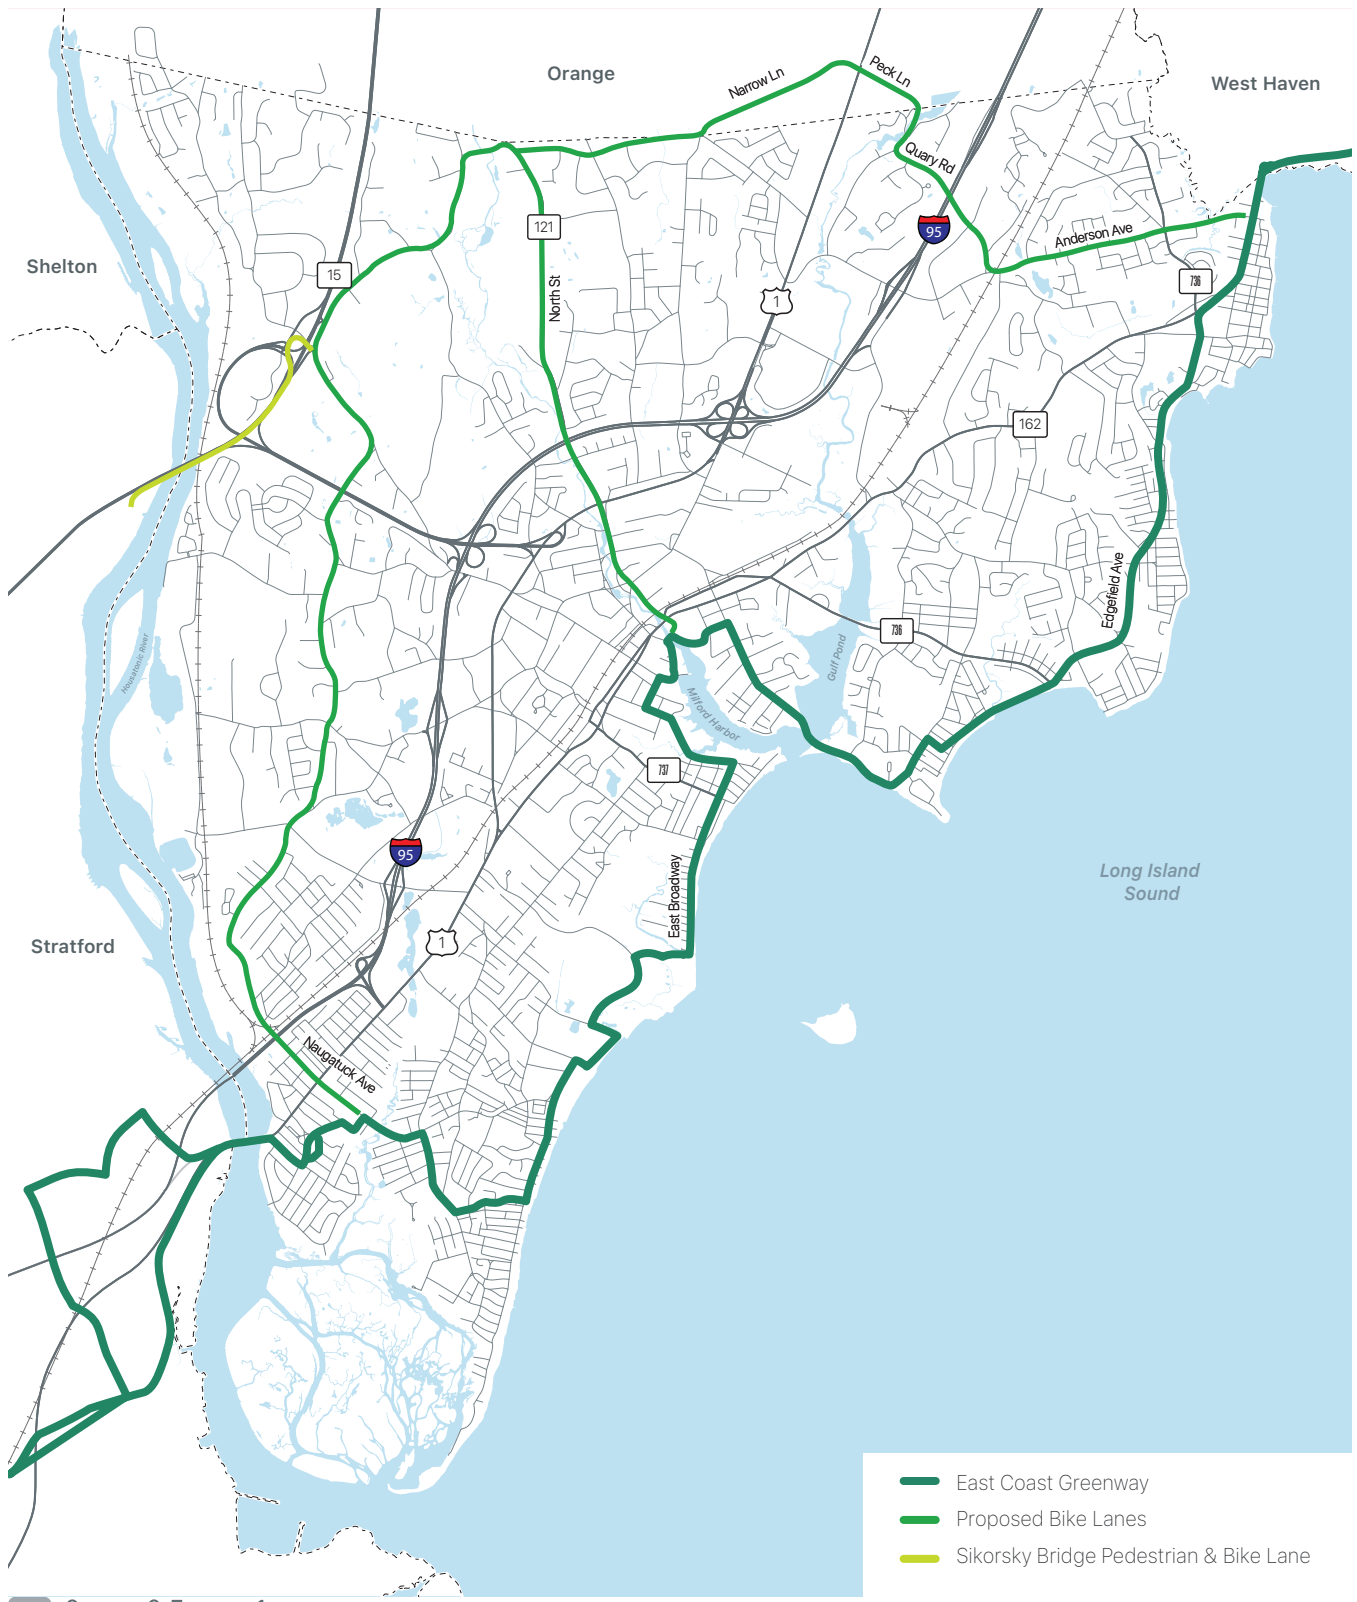 Orange
West Haven
Narrow Ln
Peck Ln
Quary Rd
Anderson Ave
121
95
15
Shelton
North St
1
736
162
Edgefield Ave
736
Housatonic River
Gulf Pond
Milford Harbor
737
95
East Broadway
Long Island
Sound
Stratford
1
Naugatuck Ave
East Coast Greenway
Proposed Bike Lanes
Sikorsky Bridge Pedestrian & Bike Lane